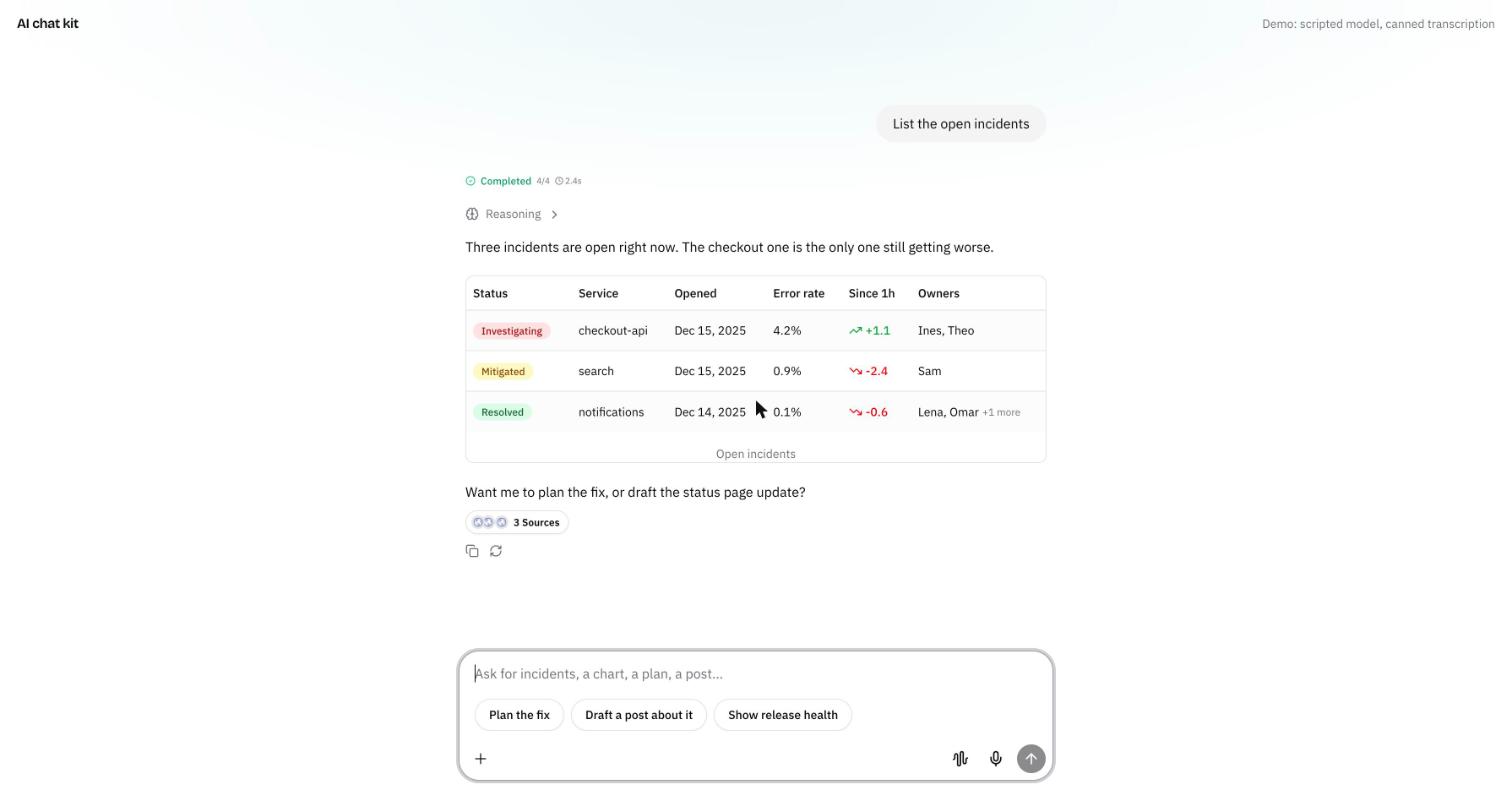 AI chat kit
Demo: scripted model, canned transcription
List the open incidents
Completed 4/4 2.4s
Reasoning
Three incidents are open right now. The checkout one is the only one still getting worse.
Status Service Opened Error rate Since 1h Owners
Investigating checkout-api Dec 15, 2025 4.2% +1.1 Ines, Theo
Mitigated search Dec 15, 2025 0.9% -2.4 Sam
Resolved notifications Dec 14, 2025 0.1% -0.6 Lena, Omar +1 more
Open incidents
Want me to plan the fix, or draft the status page update?
3 Sources
Ask for incidents, a chart, a plan, a post...
Plan the fix Draft a post about it Show release health